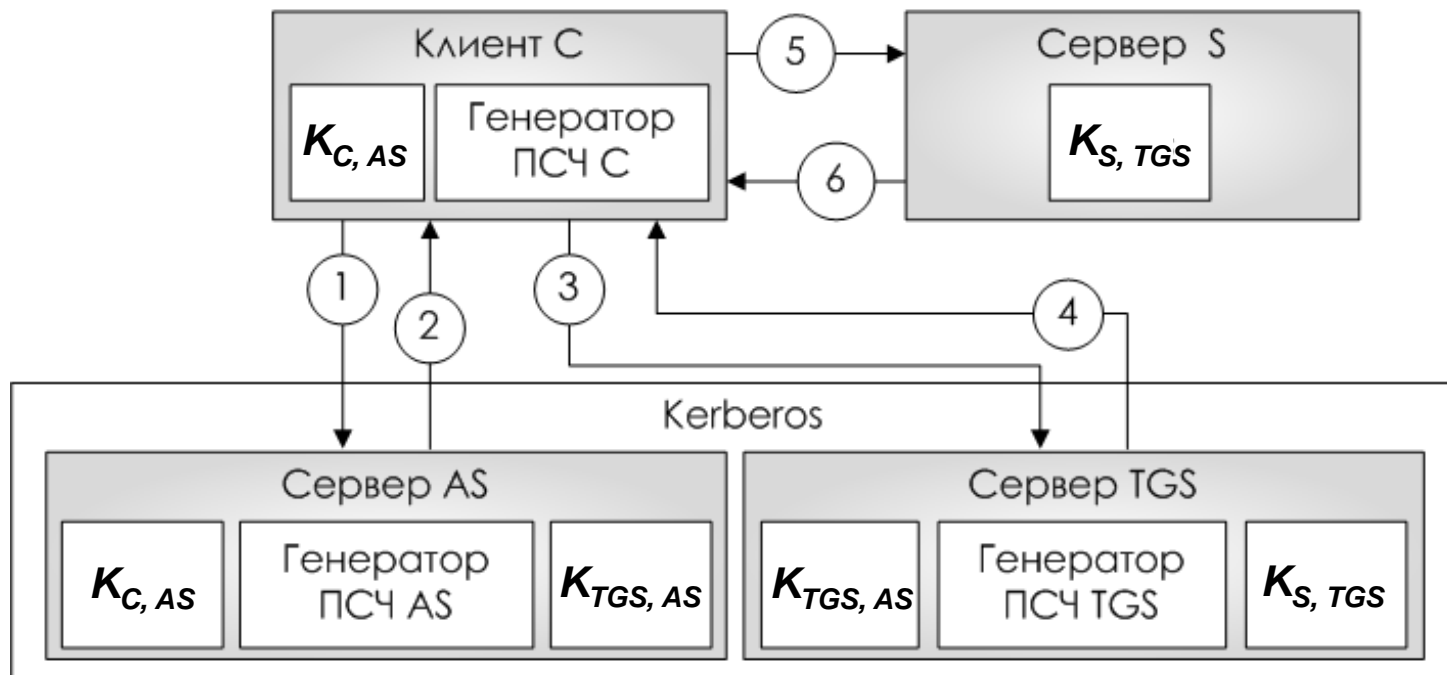 Клиент С
5
Сервер S
K_{C, AS}
Генератор
ПСЧ С
K_{S, TGS}
6
1
2
3
4
Kerberos
Сервер AS
Сервер TGS
K_{C, AS}
Генератор
ПСЧ AS
K_{TGS, AS}
K_{TGS, AS}
Генератор
ПСЧ TGS
K_{S, TGS}